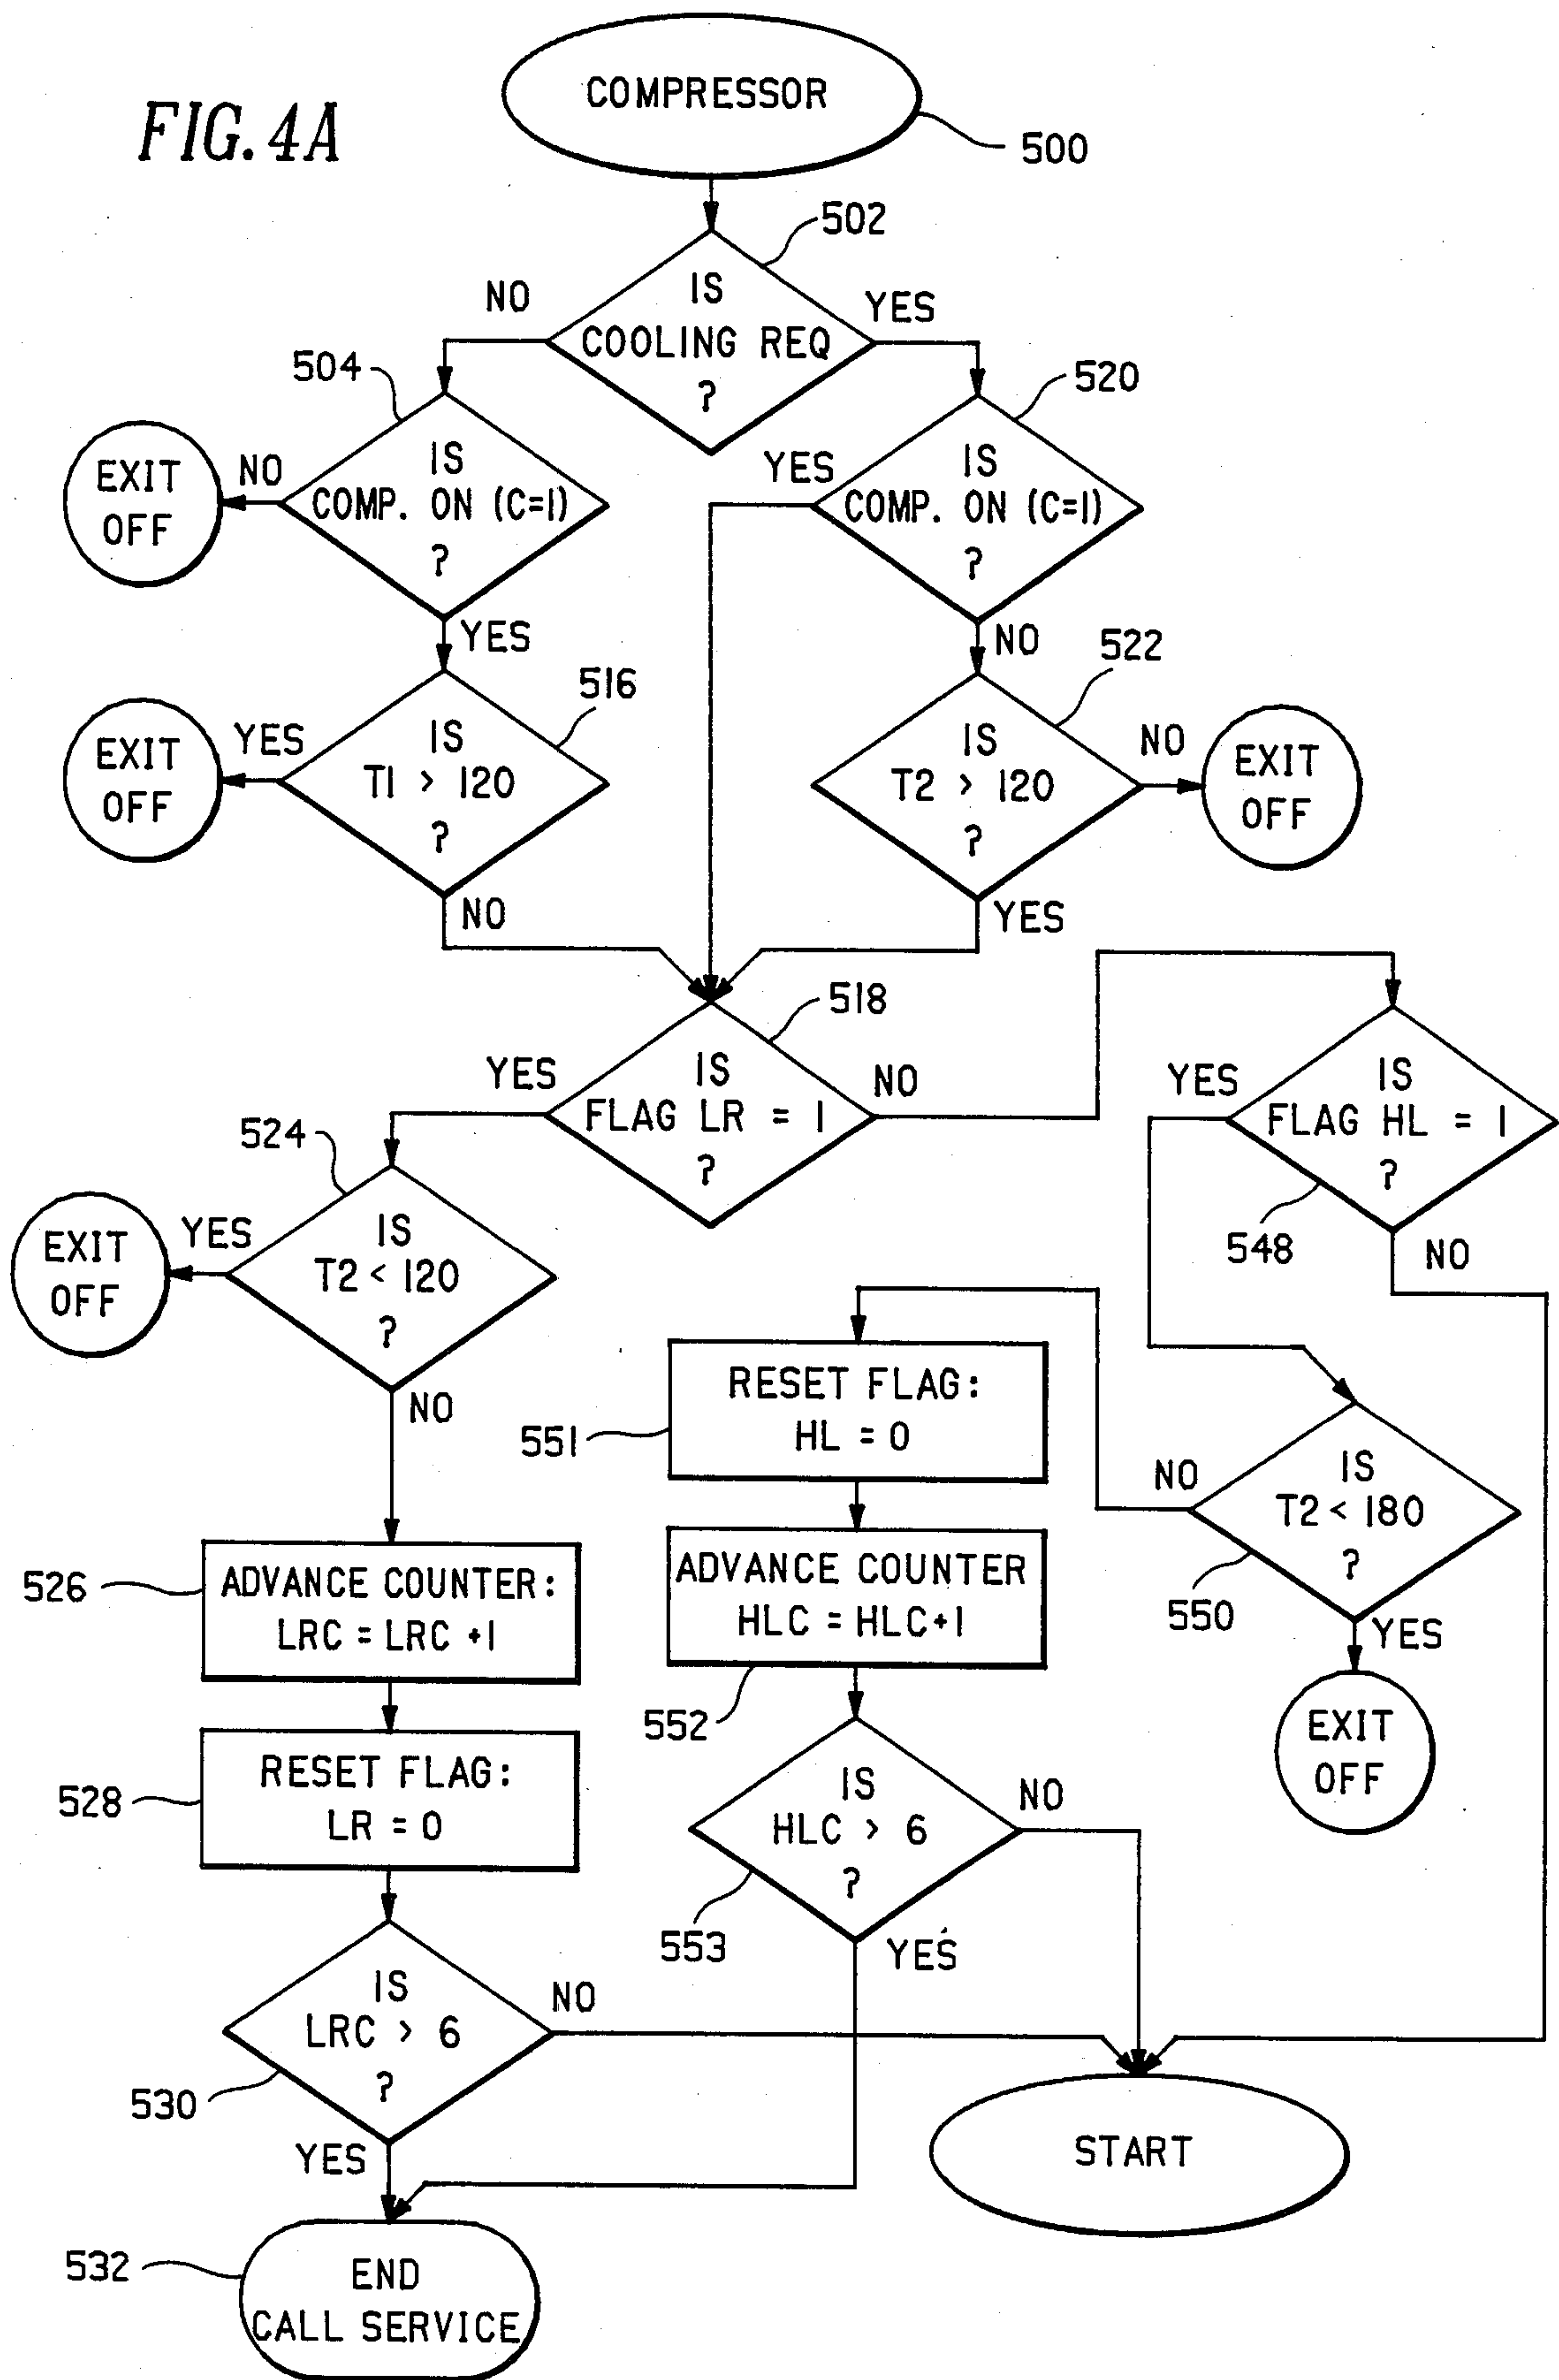 FIG. 4A
COMPRESSOR
500
502
IS
COOLING REQ
?
NO
YES
504
IS
COMP. ON (C=1)
?
NO
EXIT
OFF
YES
520
IS
COMP. ON (C=1)
?
YES
NO
516
IS
T1 > 120
?
YES
EXIT
OFF
NO
522
IS
T2 > 120
?
NO
EXIT
OFF
YES
518
IS
FLAG LR = 1
?
YES
NO
548
IS
FLAG HL = 1
?
YES
NO
524
IS
T2 < 120
?
YES
EXIT
OFF
NO
551
RESET FLAG:
HL = 0
550
IS
T2 < 180
?
NO
YES
EXIT
OFF
526
ADVANCE COUNTER:
LRC = LRC +1
552
ADVANCE COUNTER
HLC = HLC+1
528
RESET FLAG:
LR = 0
553
IS
HLC > 6
?
NO
YES
530
IS
LRC > 6
?
NO
YES
START
532
END
CALL SERVICE